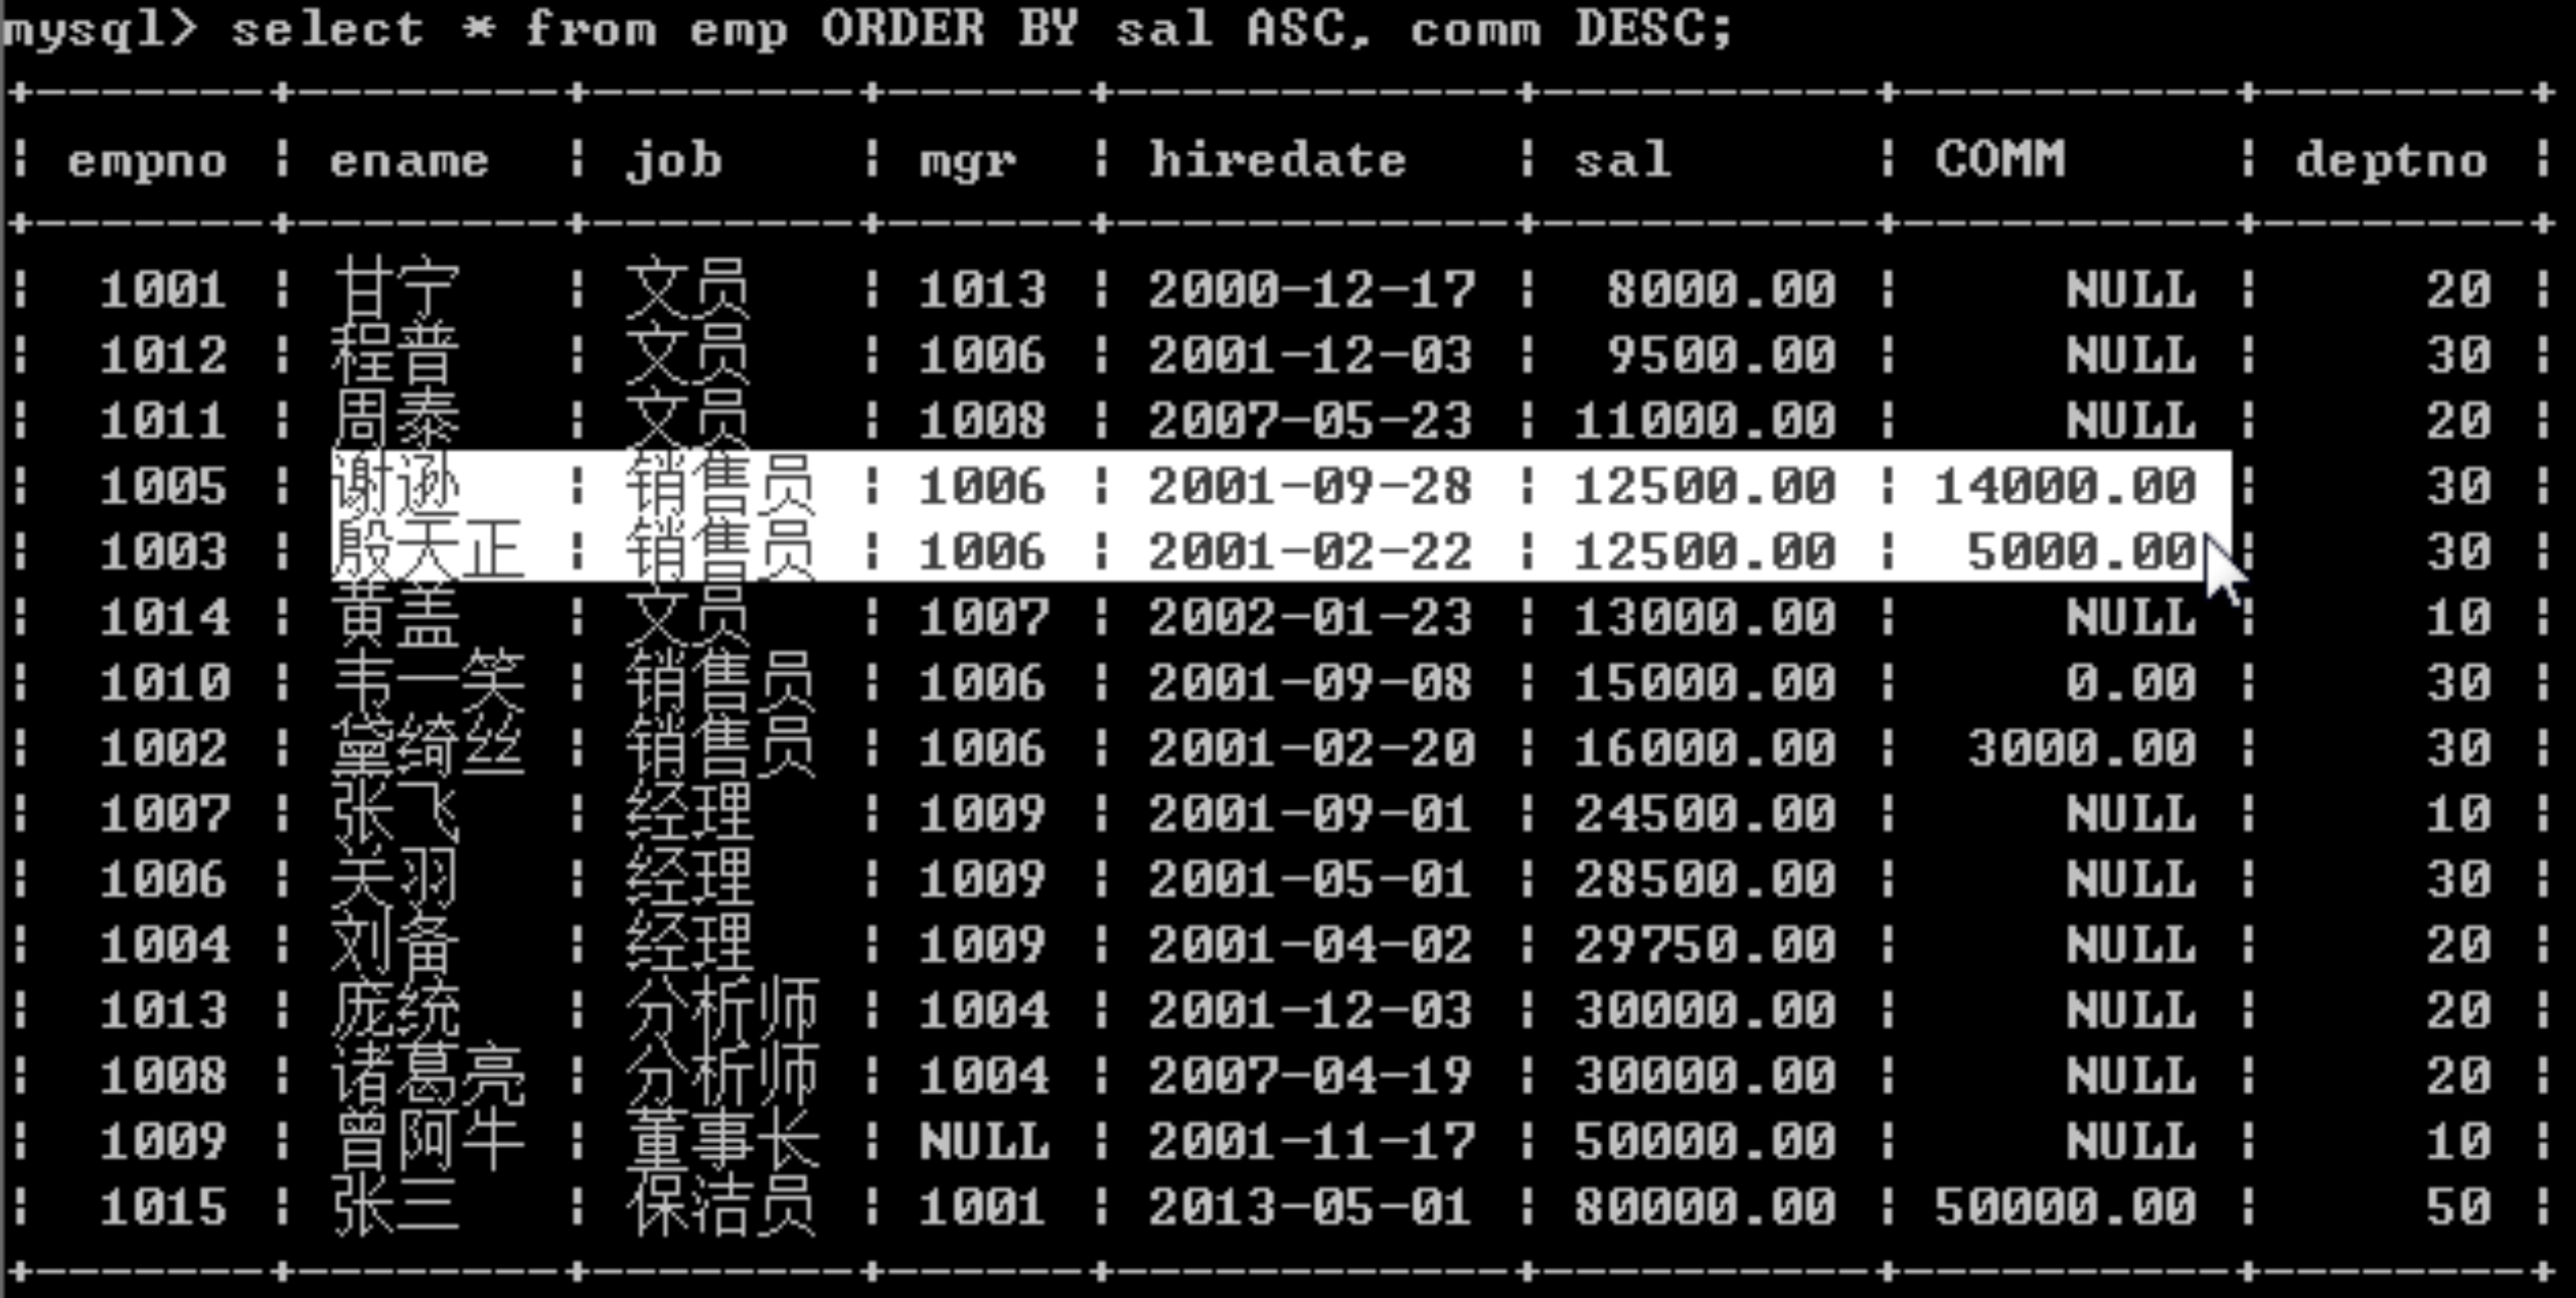 mysql> select * from emp ORDER BY sal ASC, comm DESC;
+--------+--------+--------+------+------------+----------+----------+--------+
| empno | ename | job | mgr | hiredate | sal | COMM | deptno |
+--------+--------+--------+------+------------+----------+----------+--------+
| 1001 | 甘宁 | 文员 | 1013 | 2000-12-17 | 8000.00 | NULL | 20 |
| 1012 | 程普 | 文员 | 1006 | 2001-12-03 | 9500.00 | NULL | 30 |
| 1011 | 周泰 | 文员 | 1008 | 2007-05-23 | 11000.00 | NULL | 20 |
| 1005 | 谢逊 | 销售员 | 1006 | 2001-09-28 | 12500.00 | 14000.00 | 30 |
| 1003 | 殷天正 | 销售员 | 1006 | 2001-02-22 | 12500.00 | 5000.00 | 30 |
| 1014 | 黄盖 | 文员 | 1007 | 2002-01-23 | 13000.00 | NULL | 10 |
| 1010 | 韦一笑 | 销售员 | 1006 | 2001-09-08 | 15000.00 | 0.00 | 30 |
| 1002 | 黛绮丝 | 销售员 | 1006 | 2001-02-20 | 16000.00 | 3000.00 | 30 |
| 1007 | 张飞 | 经理 | 1009 | 2001-09-01 | 24500.00 | NULL | 10 |
| 1006 | 关羽 | 经理 | 1009 | 2001-05-01 | 28500.00 | NULL | 30 |
| 1004 | 刘备 | 经理 | 1009 | 2001-04-02 | 29750.00 | NULL | 20 |
| 1013 | 庞统 | 分析师 | 1004 | 2001-12-03 | 30000.00 | NULL | 20 |
| 1008 | 诸葛亮 | 分析师 | 1004 | 2007-04-19 | 30000.00 | NULL | 20 |
| 1009 | 曾阿牛 | 董事长 | NULL | 2001-11-17 | 50000.00 | NULL | 10 |
| 1015 | 张三 | 保洁员 | 1001 | 2013-05-01 | 80000.00 | 50000.00 | 50 |
+--------+--------+--------+------+------------+----------+----------+--------+